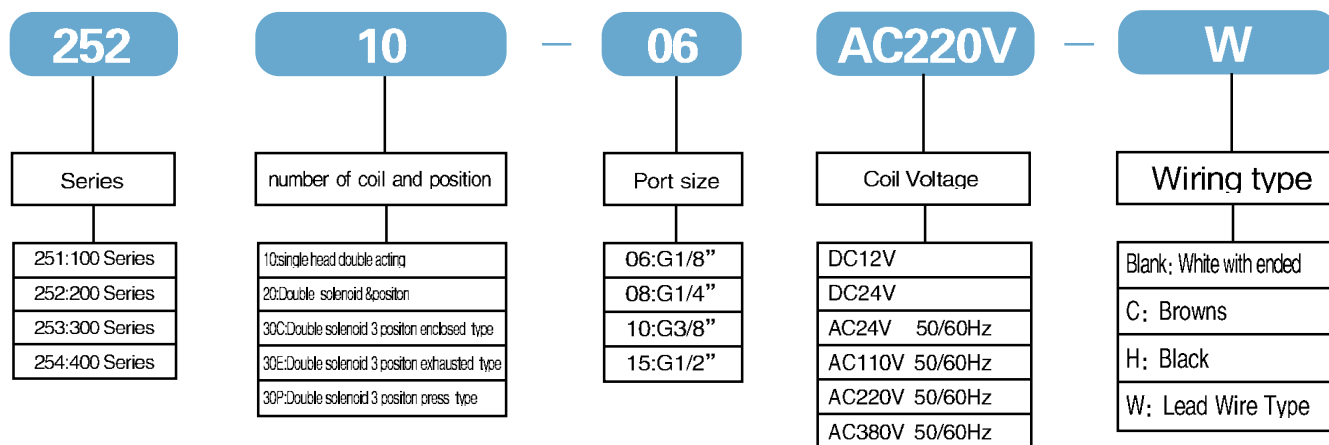 252 10 — 06 AC220V — W
Series
number of coil and position
Port size
Coil Voltage
Wiring type
251:100 Series
252:200 Series
253:300 Series
254:400 Series
10:single head double acting
20:Double solenoid &positon
30C:Double solenoid 3 positon enclosed type
30E:Double solenoid 3 positon exhausted type
30P:Double solenoid 3 positon press type
06:G1/8”
08:G1/4”
10:G3/8”
15:G1/2”
DC12V
DC24V
AC24V 50/60Hz
AC110V 50/60Hz
AC220V 50/60Hz
AC380V 50/60Hz
Blank: White with ended
C: Browns
H: Black
W: Lead Wire Type